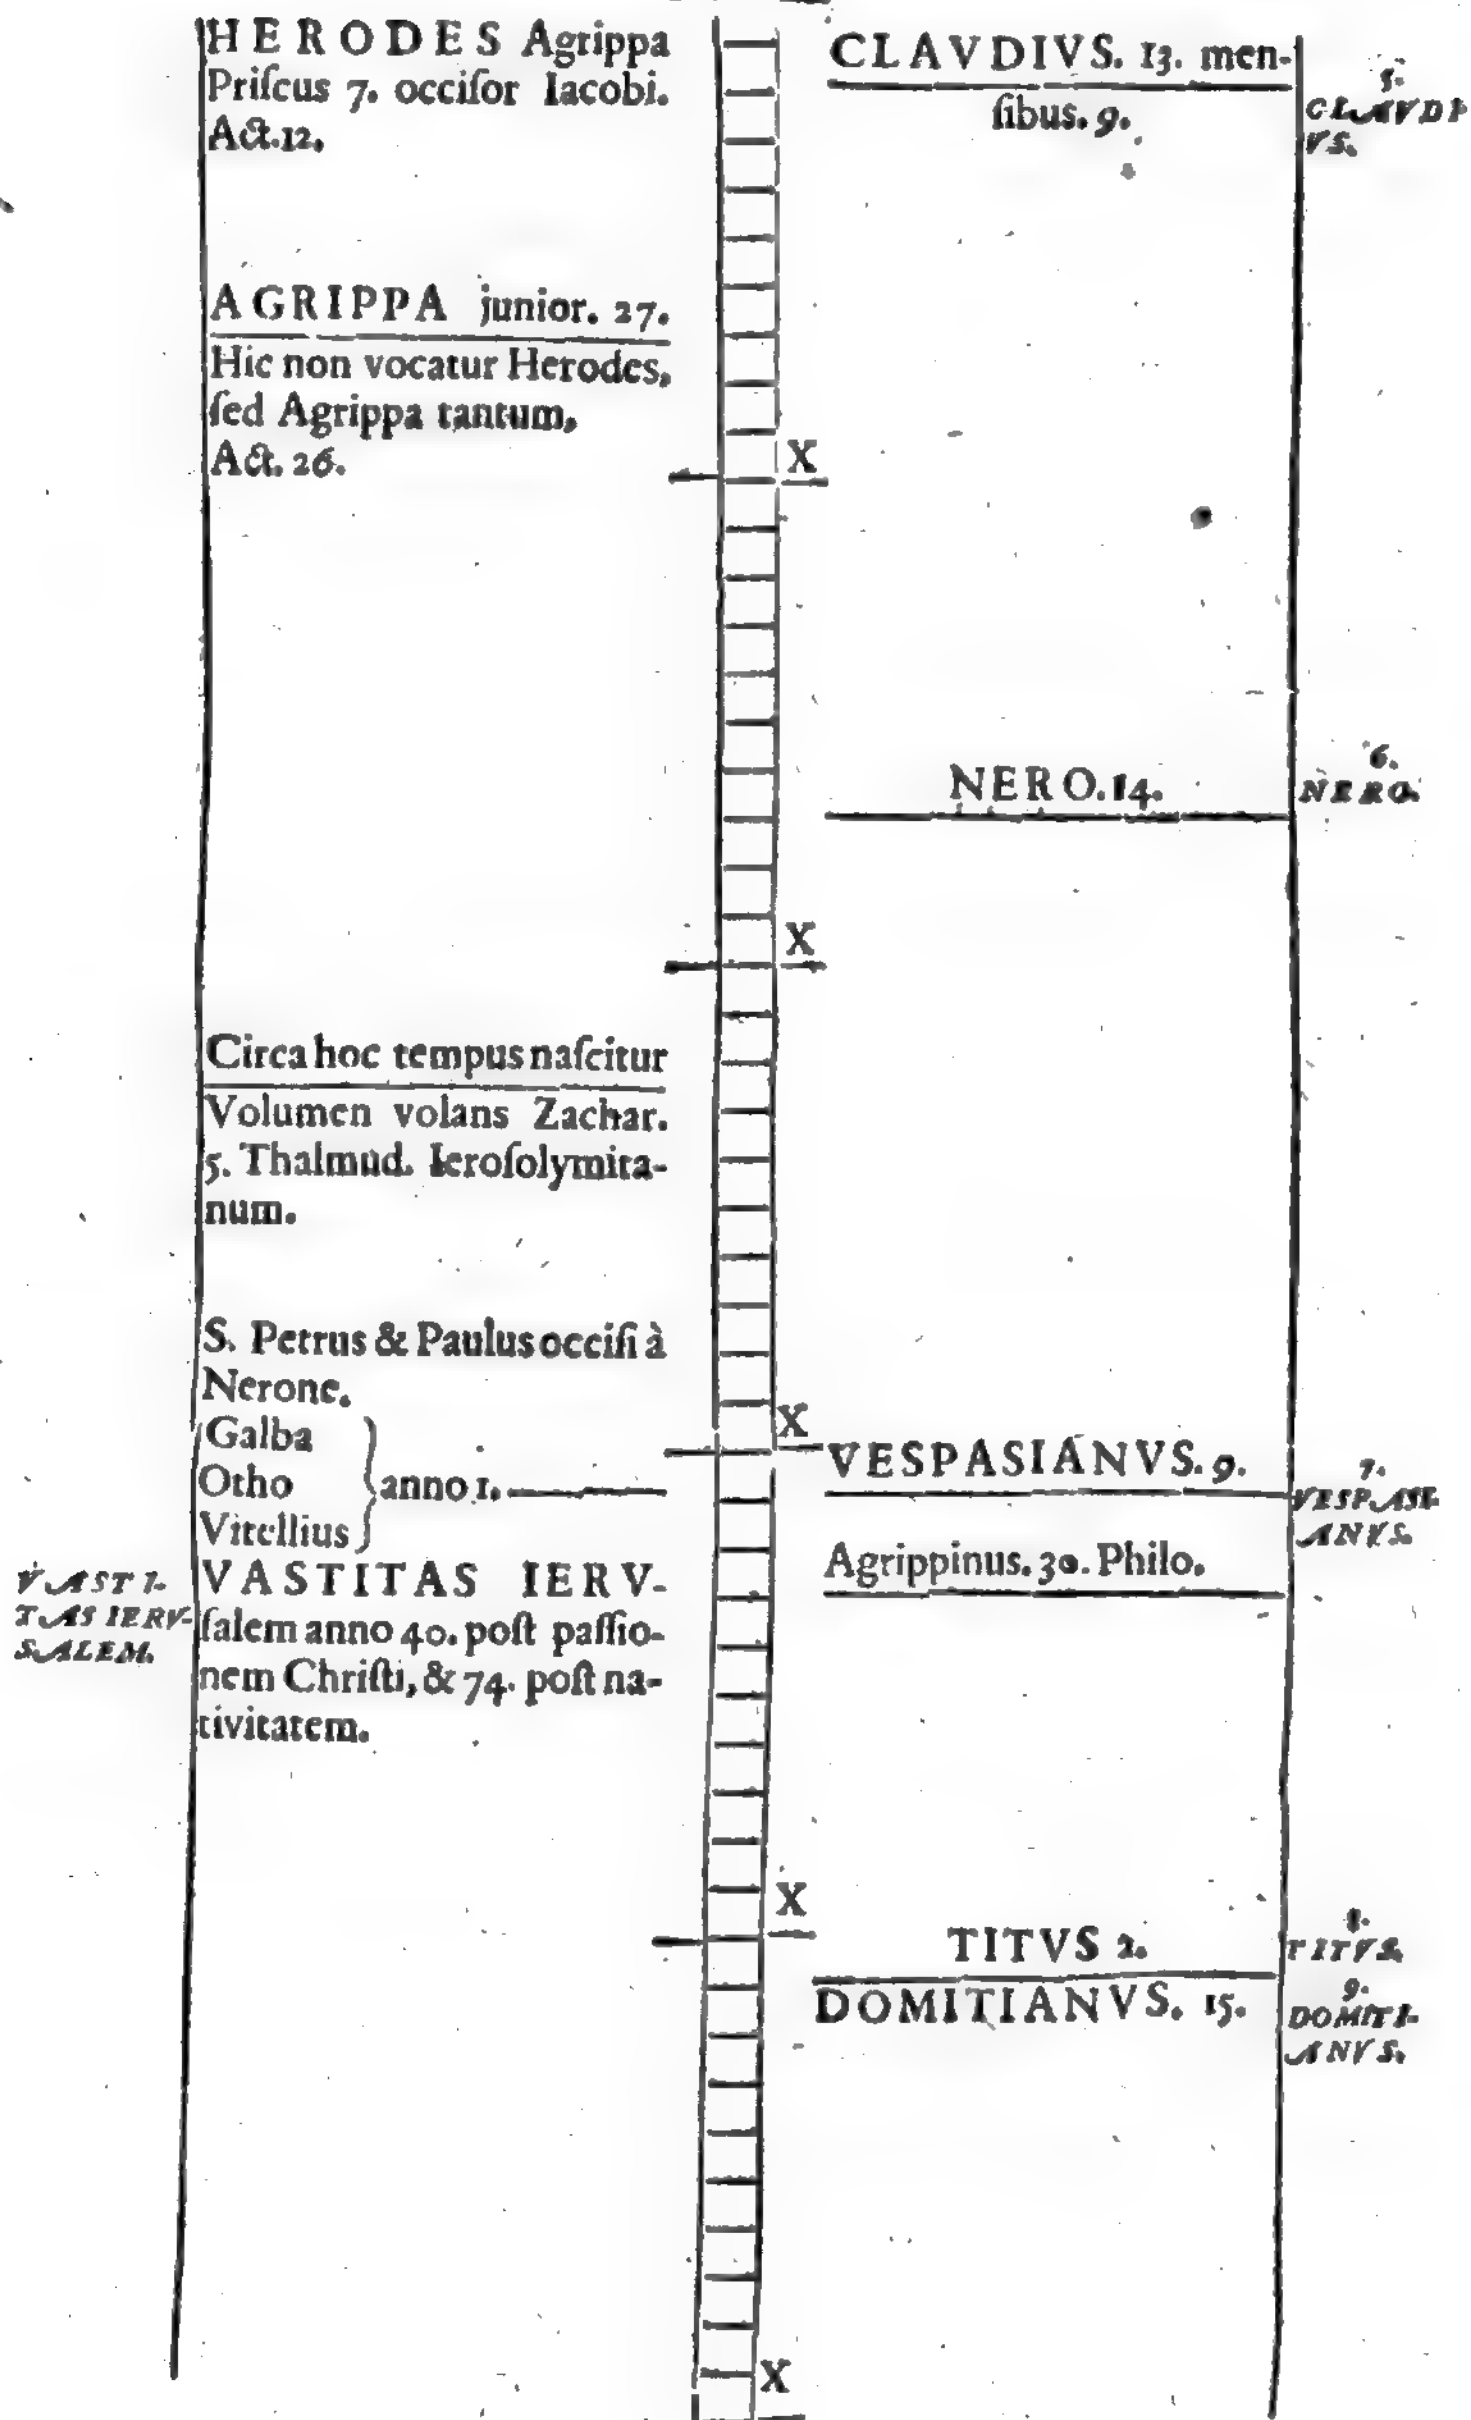 HERODES Agrippa
Priſcus 7. occiſor Iacobi.
Act.12.
AGRIPPA junior. 27.
Hic non vocatur Herodes,
ſed Agrippa tantum,
Act. 26.
Circa hoc tempus naſcitur
Volumen volans Zachar.
5. Thalmud. Ieroſolymita-
num.
S. Petrus & Paulus occiſi à
Nerone.
Galba
Otho
Vitellius
anno 1.
VASTITAS IERV-
ſalem anno 40. poſt paſſio-
nem Chriſti, & 74. poſt na-
tivitatem.
VASTI-
TAS IERV-
SALEM.
X
X
X
X
X
CLAVDIVS. 13. men-
ſibus. 9.
NERO. 14.
VESPASIANVS. 9.
Agrippinus. 30. Philo.
TITVS 2.
DOMITIANVS. 15.
5.
CLAVDI
VS.
6.
NERO.
7.
VESPASI-
ANVS.
8.
TITVS.
9.
DOMITI-
ANVS.